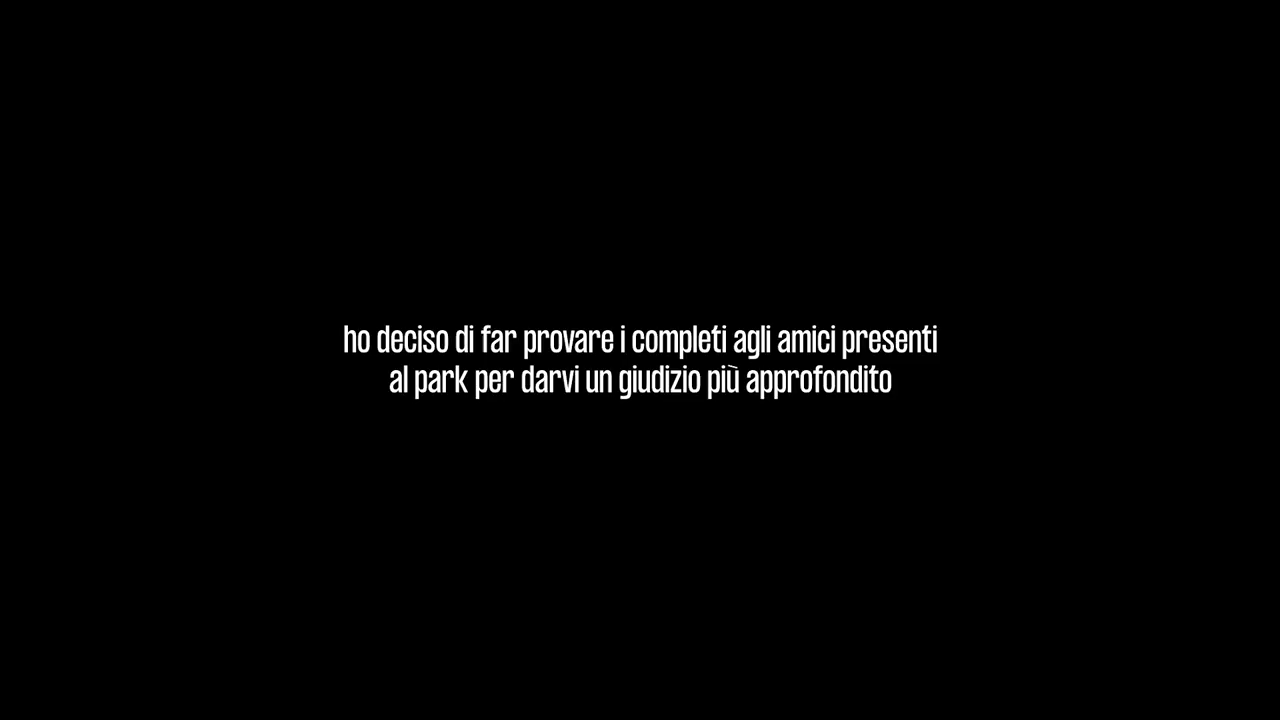 ho deciso di far provare i completi agli amici presenti
al park per darvi un giudizio più approfondito